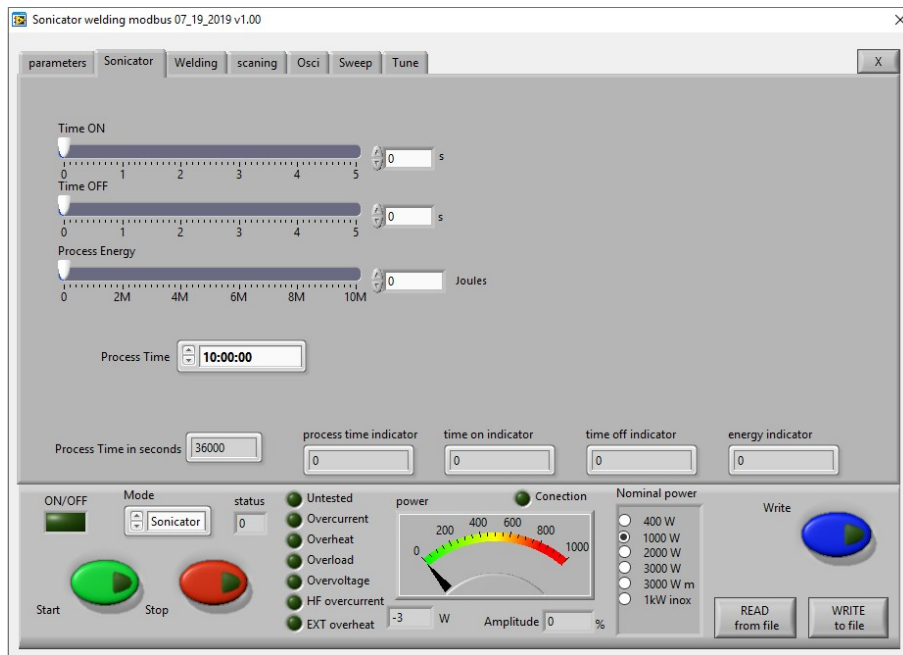 Sonicator welding modbus 07_19_2019 v1.00
parameters Sonicator Welding scaning Osci Sweep Tune X
Time ON
0 s
0 1 2 3 4 5
Time OFF
0 s
0 1 2 3 4 5
Process Energy
0 Joules
0 2M 4M 6M 8M 10M
Process Time 10:00:00
process time indicator time on indicator time off indicator energy indicator
Process Time in seconds 36000 0 0 0 0
ON/OFF
Mode
Sonicator
status
0
Start
Stop
Untested
Overcurrent
Overheat
Overload
Overvoltage
HF overcurrent
EXT overheat
power
Conection
0 200 400 600 800 1000
-3 W
Amplitude 0 %
Nominal power
400 W
1000 W
2000 W
3000 W
3000 W m
1kW inox
Write
READ
from file
WRITE
to file